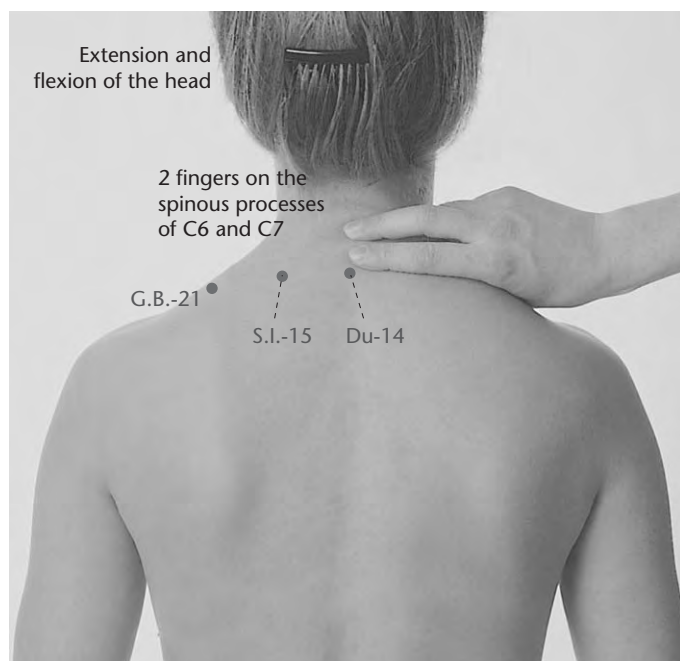 Extension and
flexion of the head
2 fingers on the
spinous processes
of C6 and C7
G.B.-21
S.I.-15
Du-14